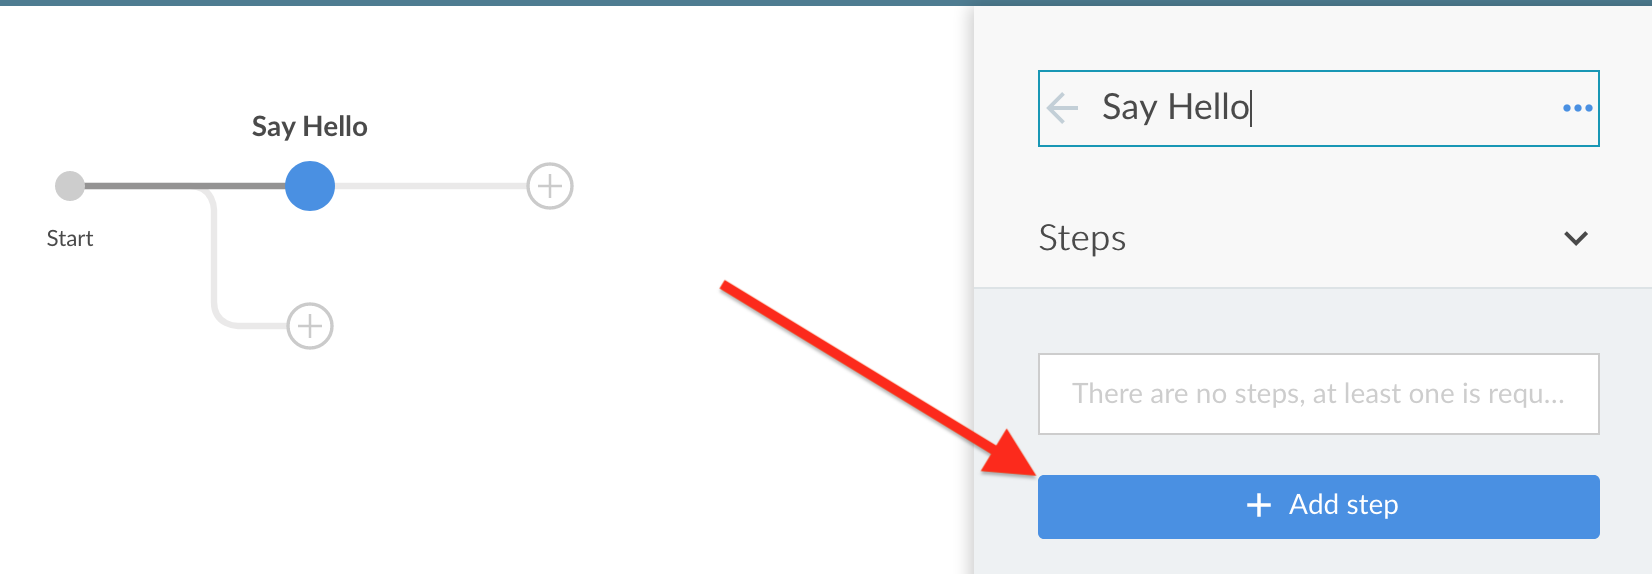 Say Hello
Start
Say Hello
Steps
There are no steps, at least one is requ...
Add step